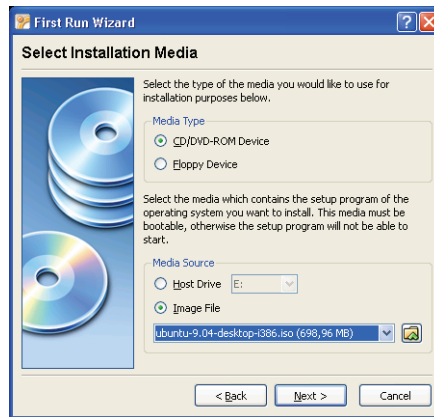 First Run Wizard
Select Installation Media
Select the type of the media you would like to use for
installation purposes below.
Media Type
CD/DVD-ROM Device
Floppy Device
Select the media which contains the setup program of the
operating system you want to install. This media must be
bootable, otherwise the setup program will not be able to
start.
Media Source
Host Drive E:
Image File
ubuntu-9.04-desktop-i386.iso (698,96 MB)
< Back Next > Cancel